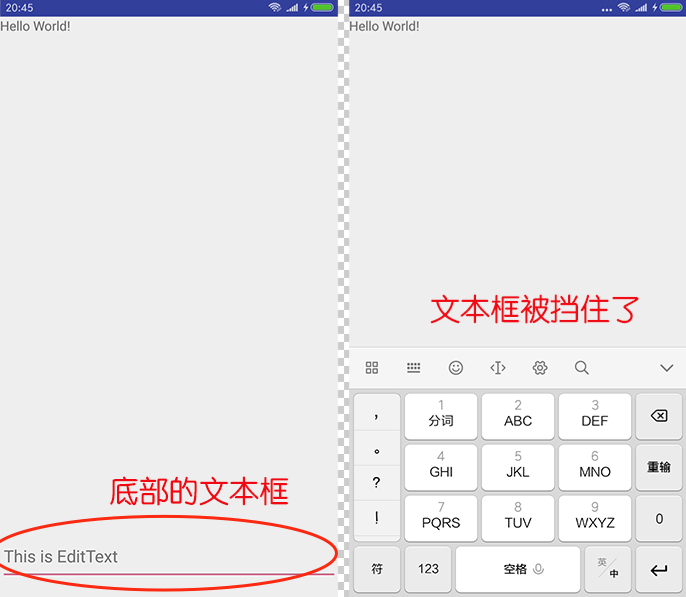 20:45
Hello World!
底部的文本框
This is EditText
20:45
Hello World!
文本框被挡住了
,
。
?
!
1
分词
2
ABC
3
DEF
4
GHI
5
JKL
6
MNO
重输
7
PQRS
8
TUV
9
WXYZ
0
符
123
空格
英
中